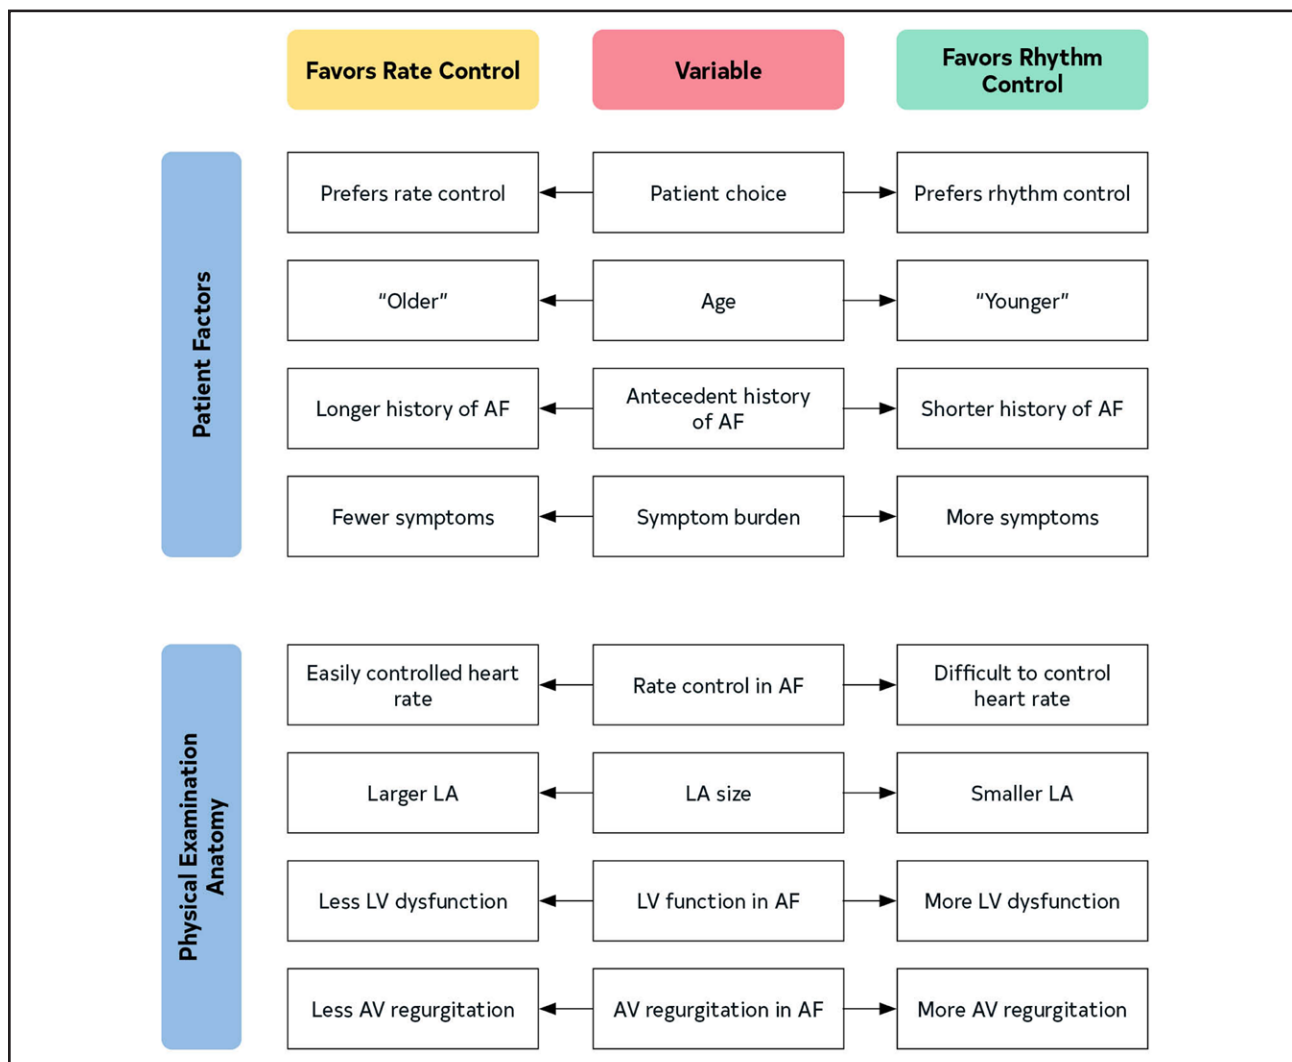 Favors Rate Control
Variable
Favors Rhythm
Control
Patient Factors
Prefers rate control
Patient choice
Prefers rhythm control
“Older”
Age
“Younger”
Longer history of AF
Antecedent history
of AF
Shorter history of AF
Fewer symptoms
Symptom burden
More symptoms
Physical Examination
Anatomy
Easily controlled heart
rate
Rate control in AF
Difficult to control
heart rate
Larger LA
LA size
Smaller LA
Less LV dysfunction
LV function in AF
More LV dysfunction
Less AV regurgitation
AV regurgitation in AF
More AV regurgitation